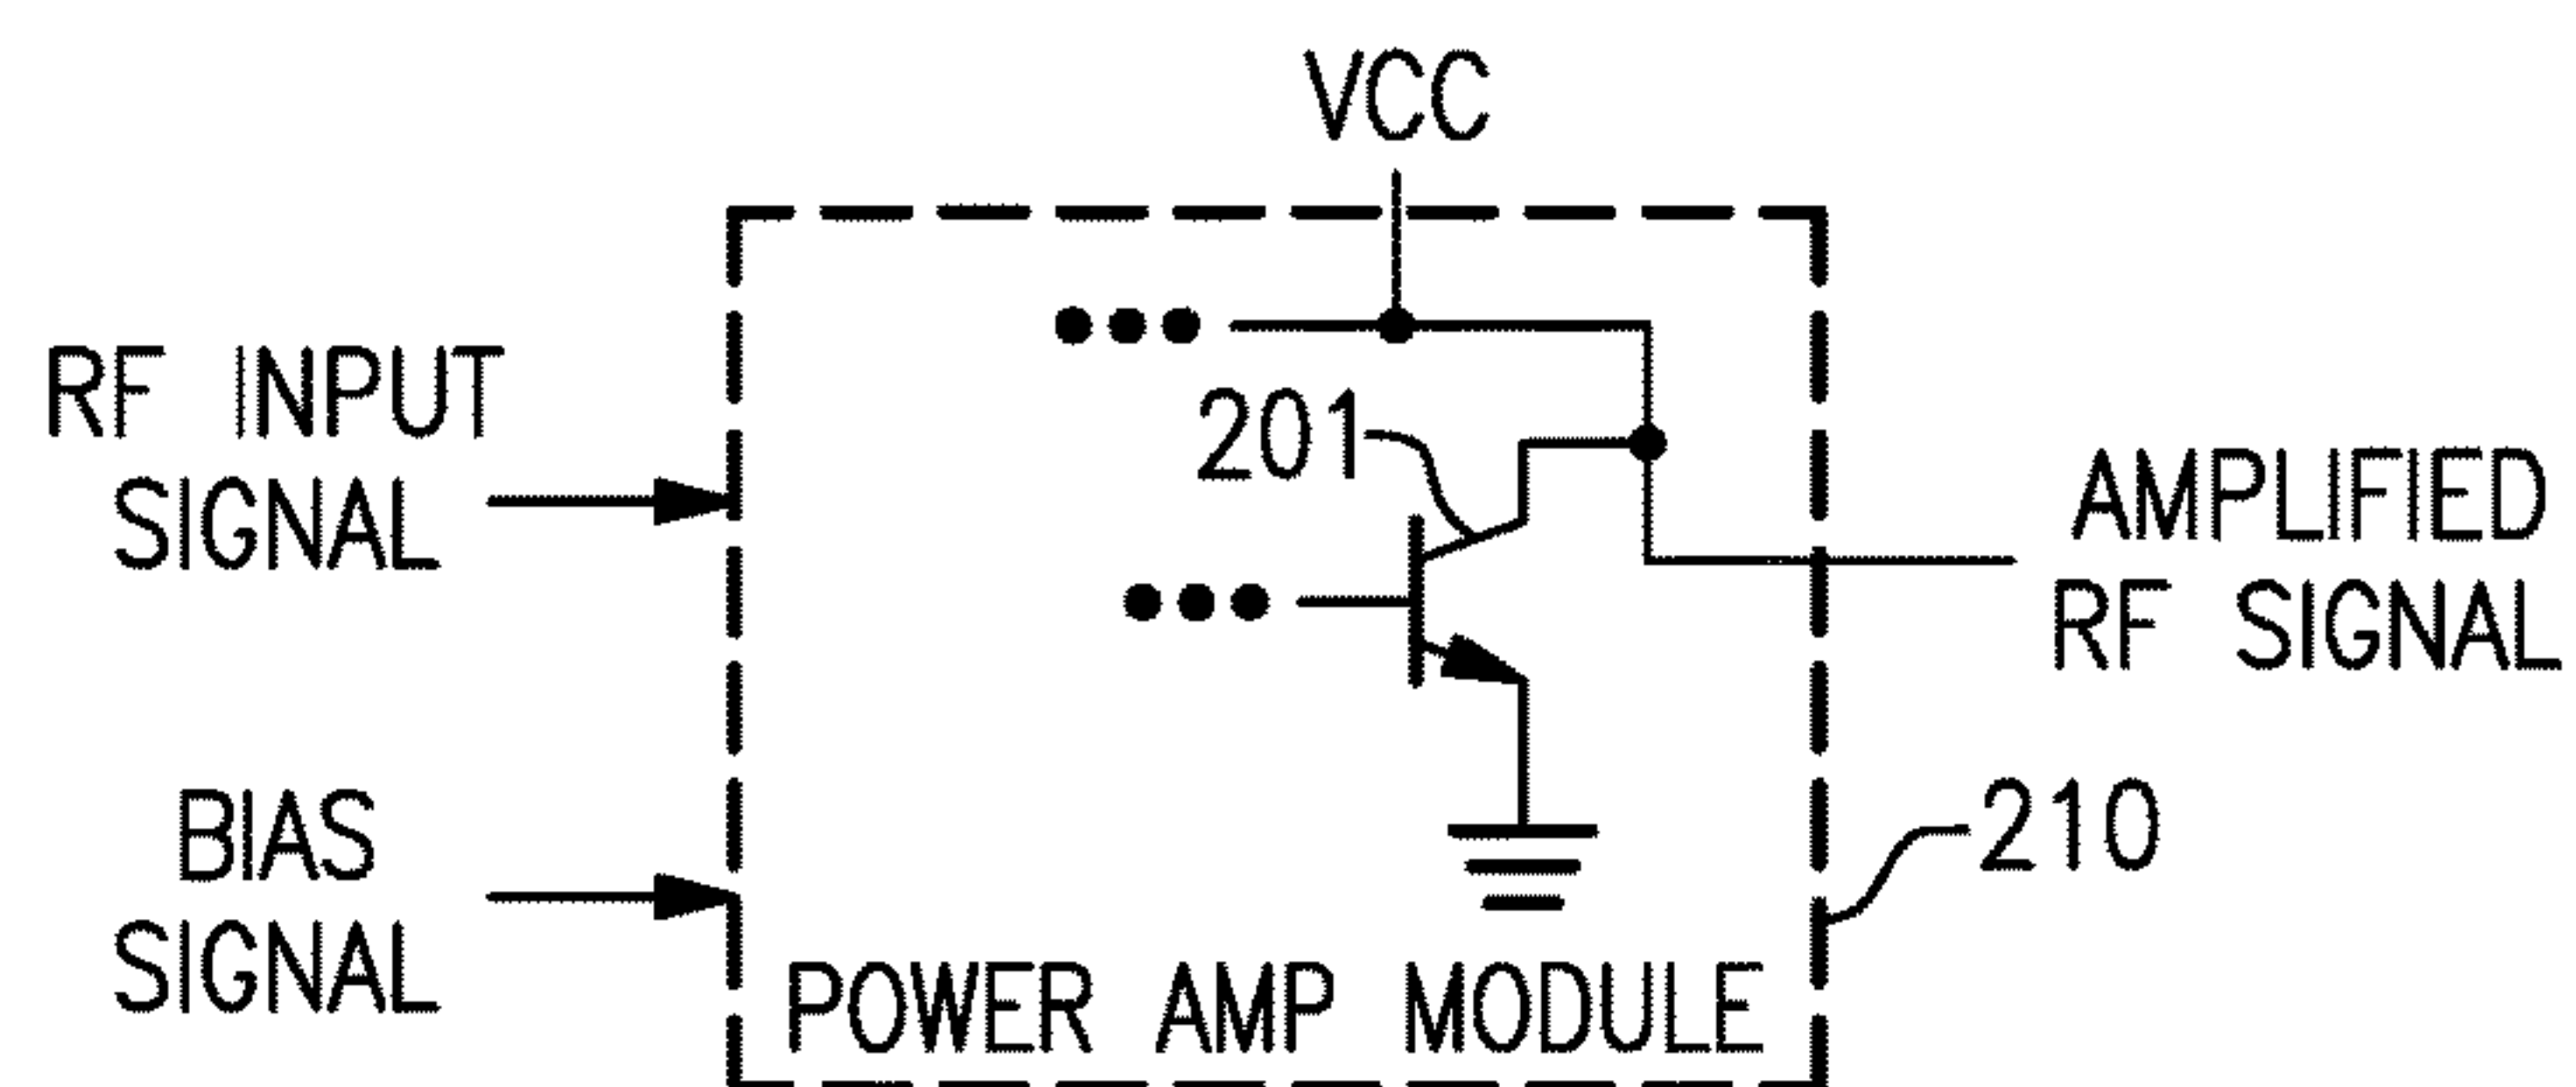 VCC
RF INPUT
SIGNAL
201
AMPLIFIED
RF SIGNAL
BIAS
SIGNAL
210
POWER AMP MODULE